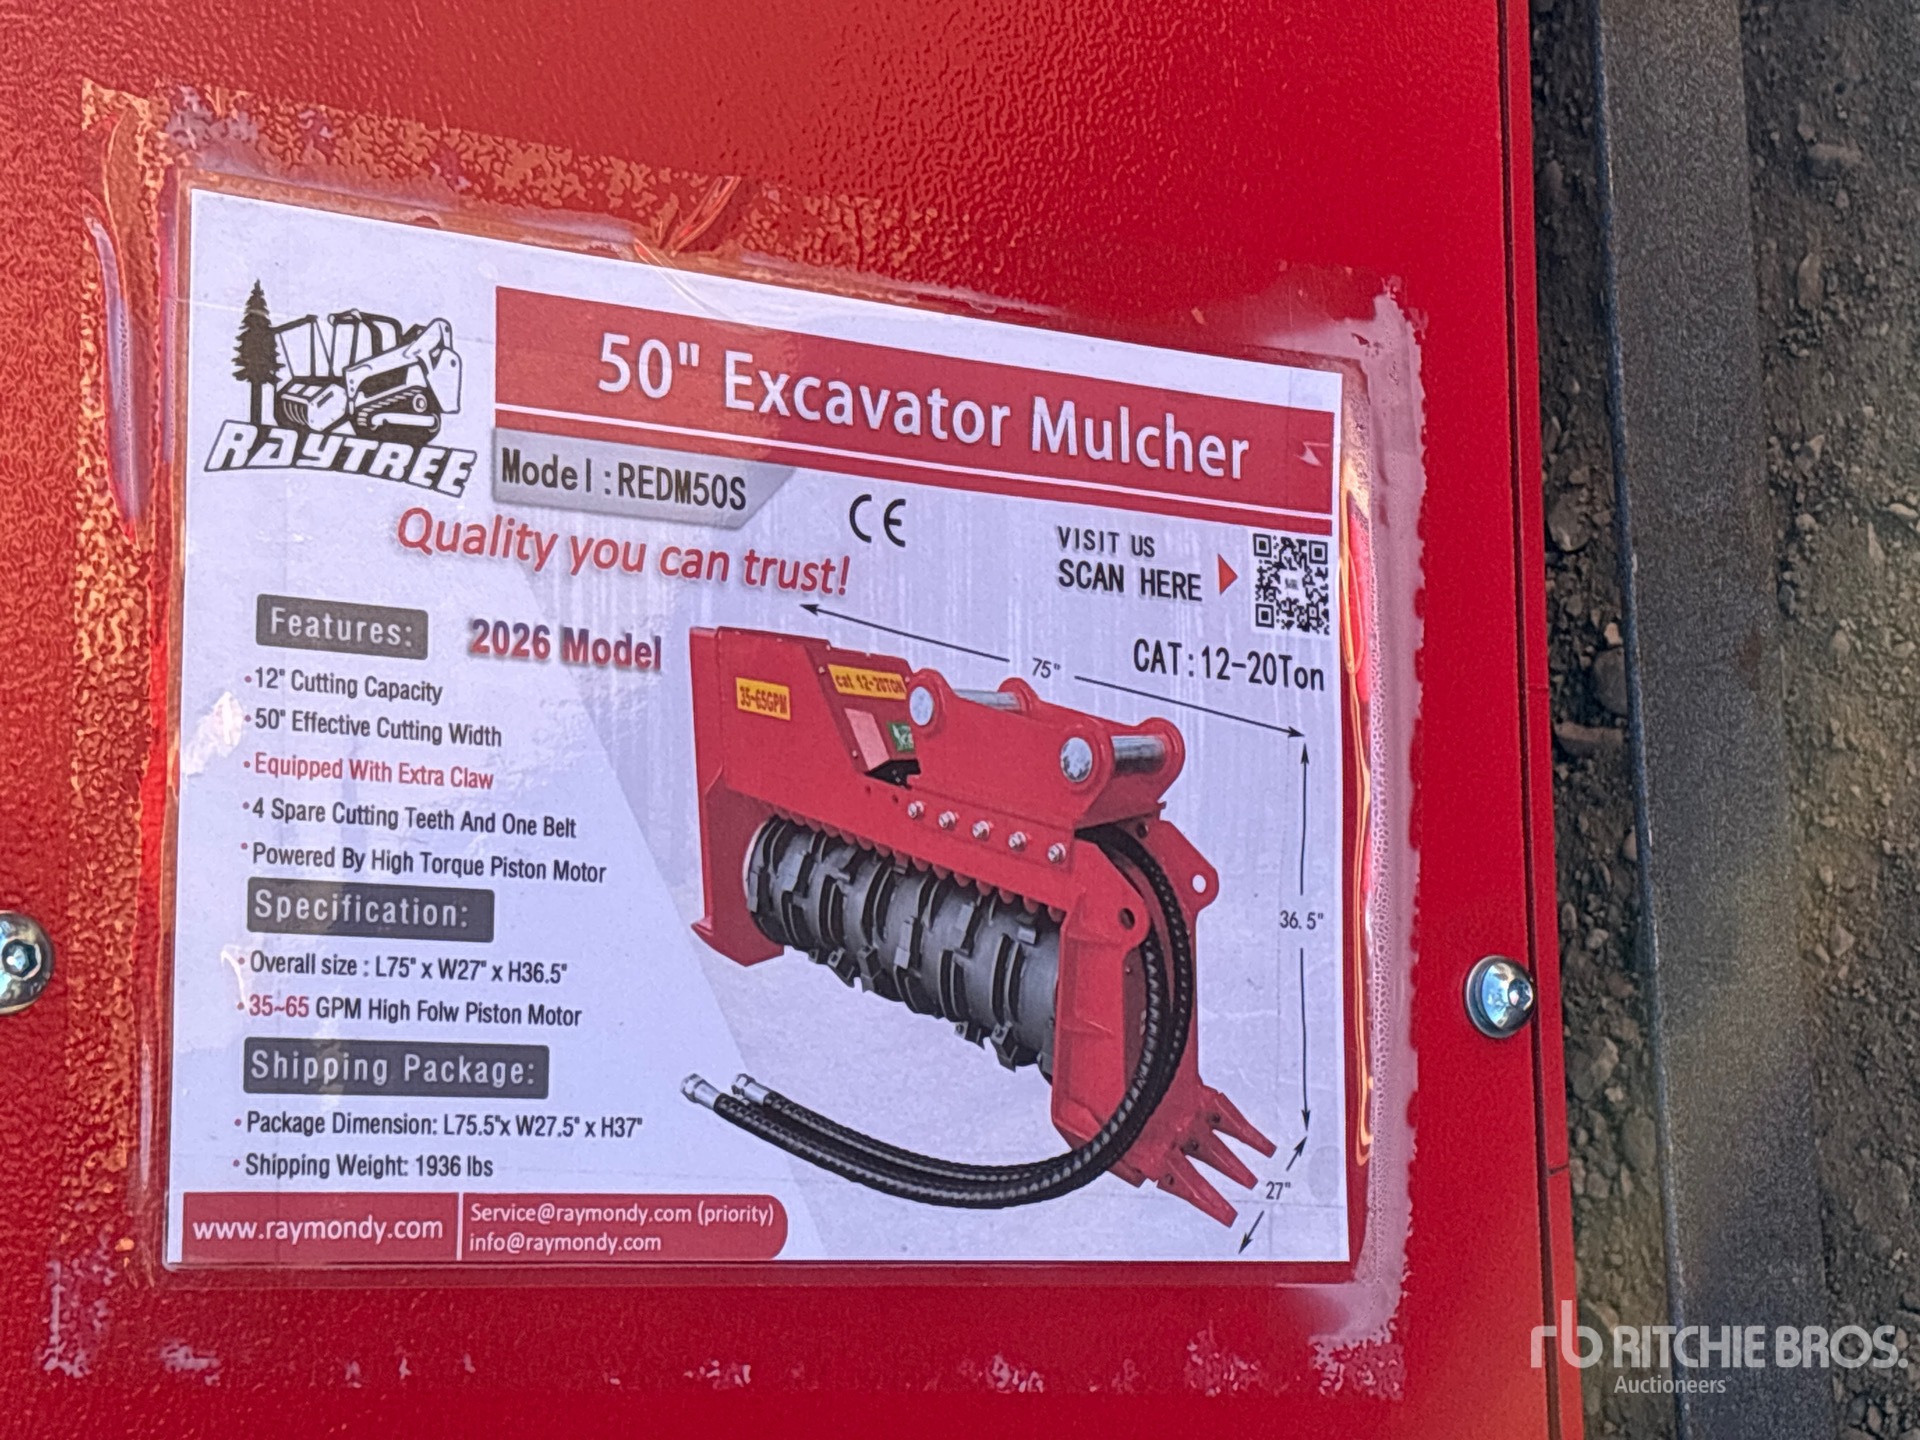 50" Excavator Mulcher
RAYTREE
Model:REDM50S
CE
Quality you can trust!
VISIT US
SCAN HERE
Features:
2026 Model
CAT:12-20Ton
75"
35-65GPM
cat 12-20TON
•12" Cutting Capacity
•50" Effective Cutting Width
•Equipped With Extra Claw
•4 Spare Cutting Teeth And One Belt
•Powered By High Torque Piston Motor
36.5"
Specification:
•Overall size : L75" x W27" x H36.5"
•35~65 GPM High Folw Piston Motor
Shipping Package:
•Package Dimension: L75.5"x W27.5" x H37"
•Shipping Weight: 1936 lbs
27"
www.raymondy.com
Service@raymondy.com (priority)
info@raymondy.com
rb RITCHIE BROS.
Auctioneers